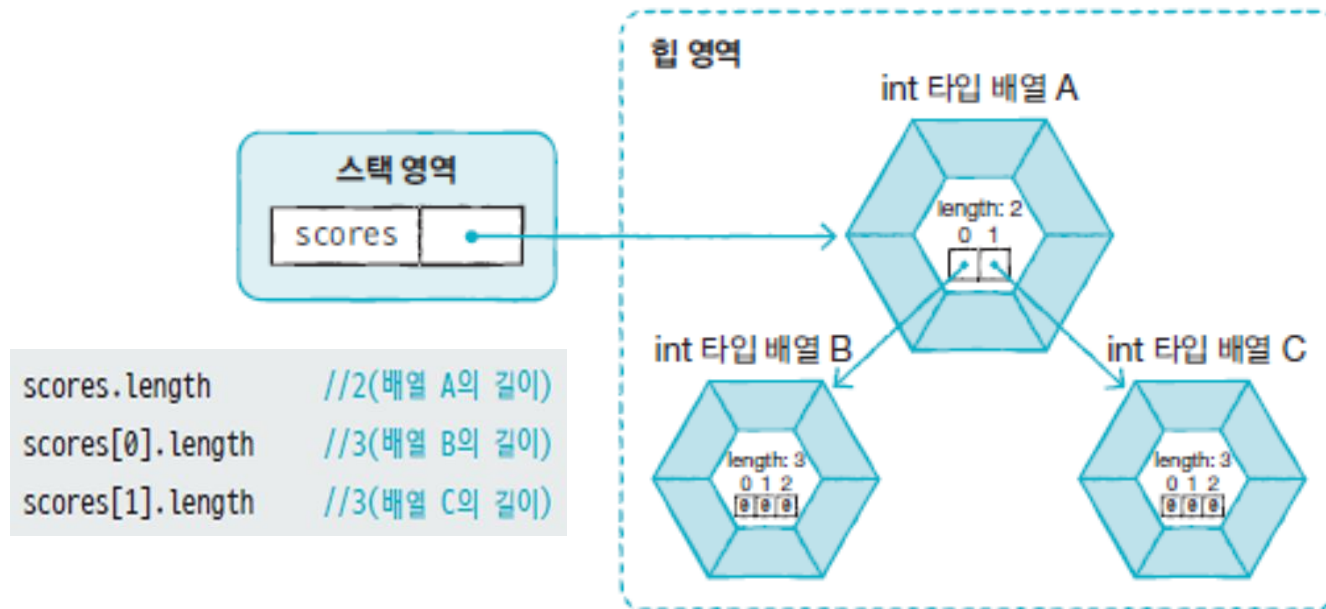 힙 영역
int 타입 배열 A
스택 영역
scores
length: 2
0 1
int 타입 배열 B
int 타입 배열 C
length: 3
0 1 2
0 0 0
length: 3
0 1 2
0 0 0
scores.length //2(배열 A의 길이)
scores[0].length //3(배열 B의 길이)
scores[1].length //3(배열 C의 길이)